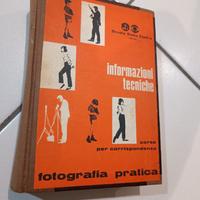 Scuola Radio Elettra
informazioni
tecniche
corso
per corrispondenza
fotografia pratica